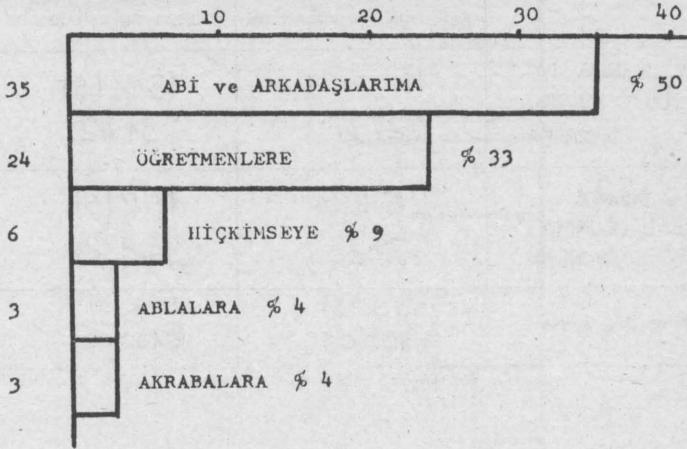 10 20 30 40
35 ABİ ve ARKADAŞLARIMA % 50
24 ÖĞRETMENLERE % 33
6 HİÇKİMSEYE % 9
3 ABLALARA % 4
3 AKRABALARA % 4